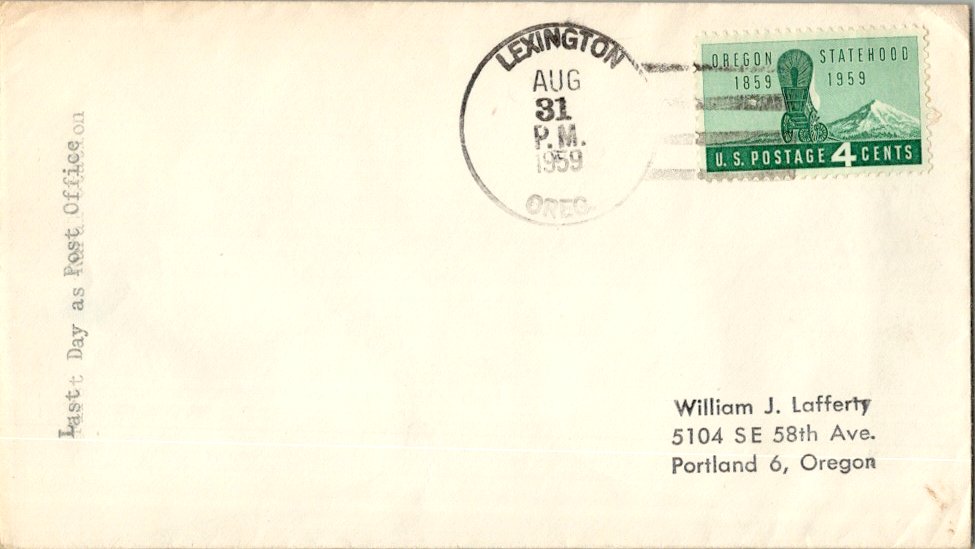 LEXINGTON
AUG
31
P.M.
1959
OREG.
OREGON STATEHOOD
1859 1959
U.S. POSTAGE 4 CENTS
Last Day as Post Office
William J. Lafferty
5104 SE 58th Ave.
Portland 6, Oregon